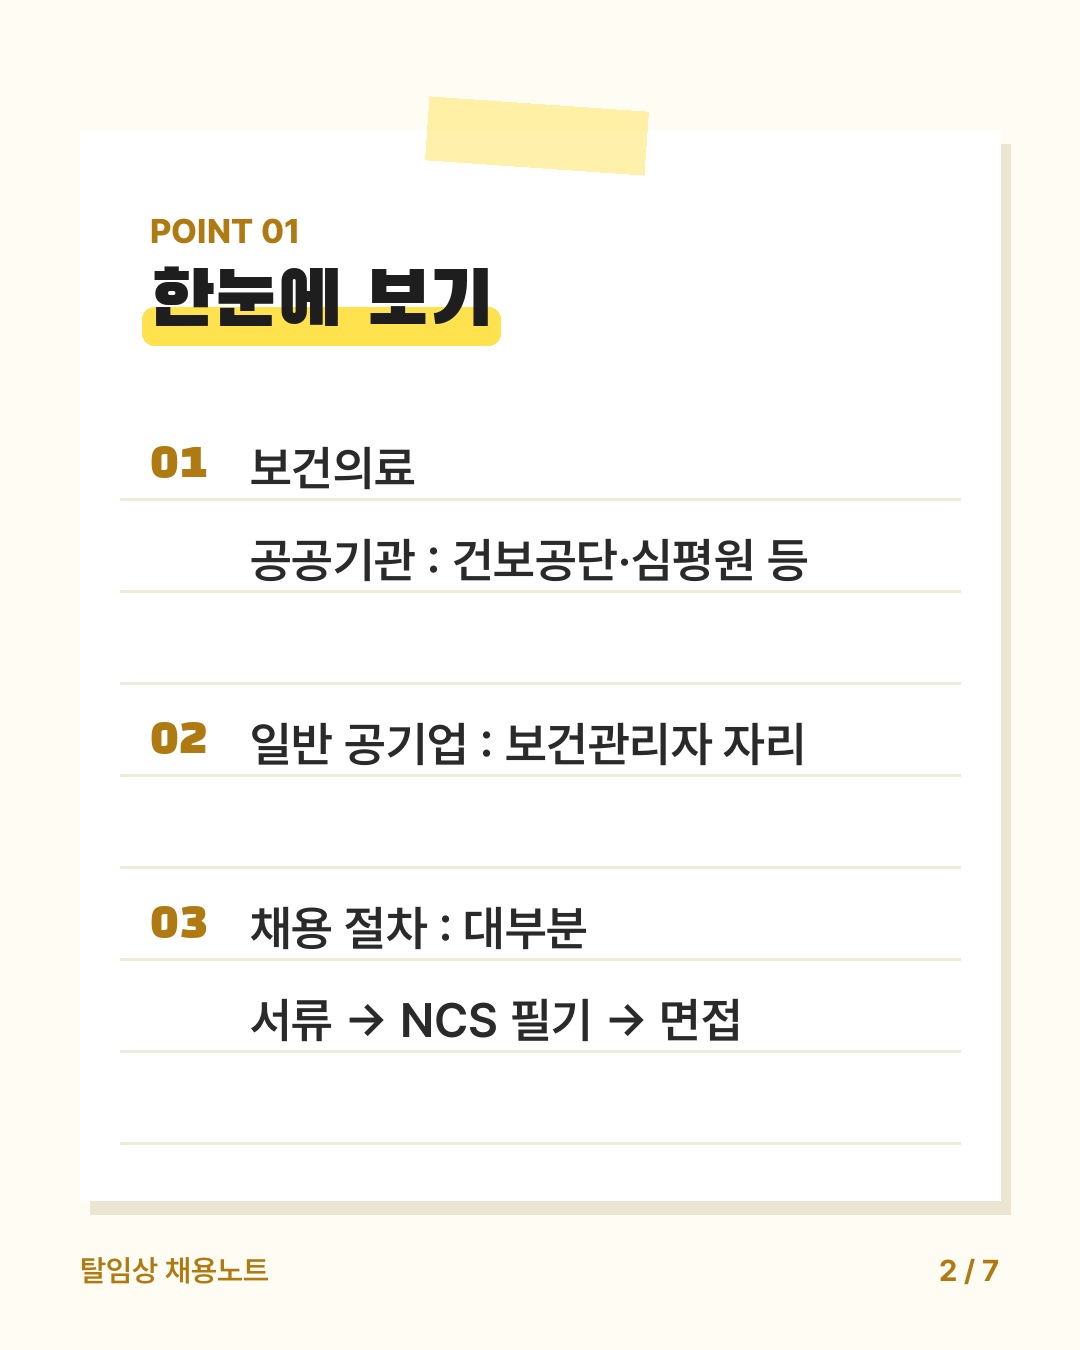 POINT 01
한눈에 보기
01 보건의료
공공기관 : 건보공단·심평원 등
02 일반 공기업 : 보건관리자 자리
03 채용 절차 : 대부분
서류 → NCS 필기 → 면접
탈임상 채용노트
2 / 7